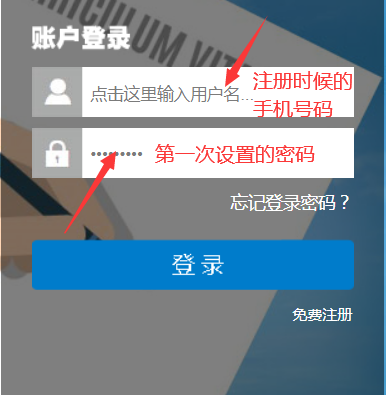 RRICULUM VITA
账户登录
点击这里输入用户名...
注册时候的
手机号码
•••••••••
第一次设置的密码
忘记登录密码？
登录
免费注册